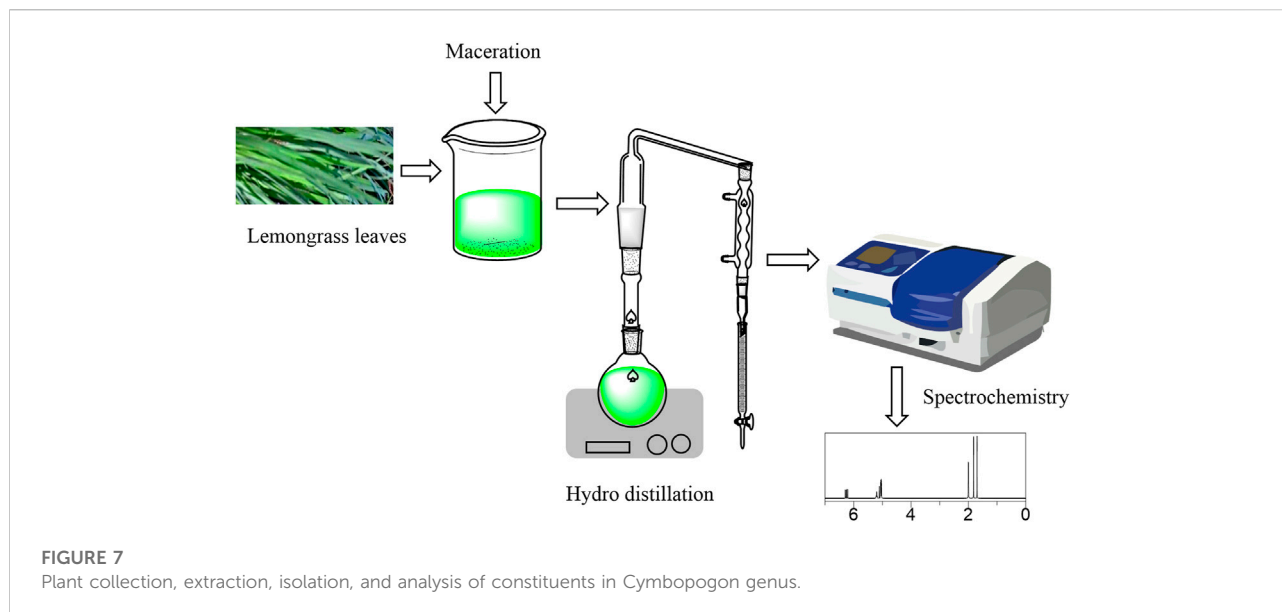 Maceration
Lemongrass leaves
Hydro distillation
Spectrochemistry
6 4 2 0
FIGURE 7
Plant collection, extraction, isolation, and analysis of constituents in Cymbopogon genus.